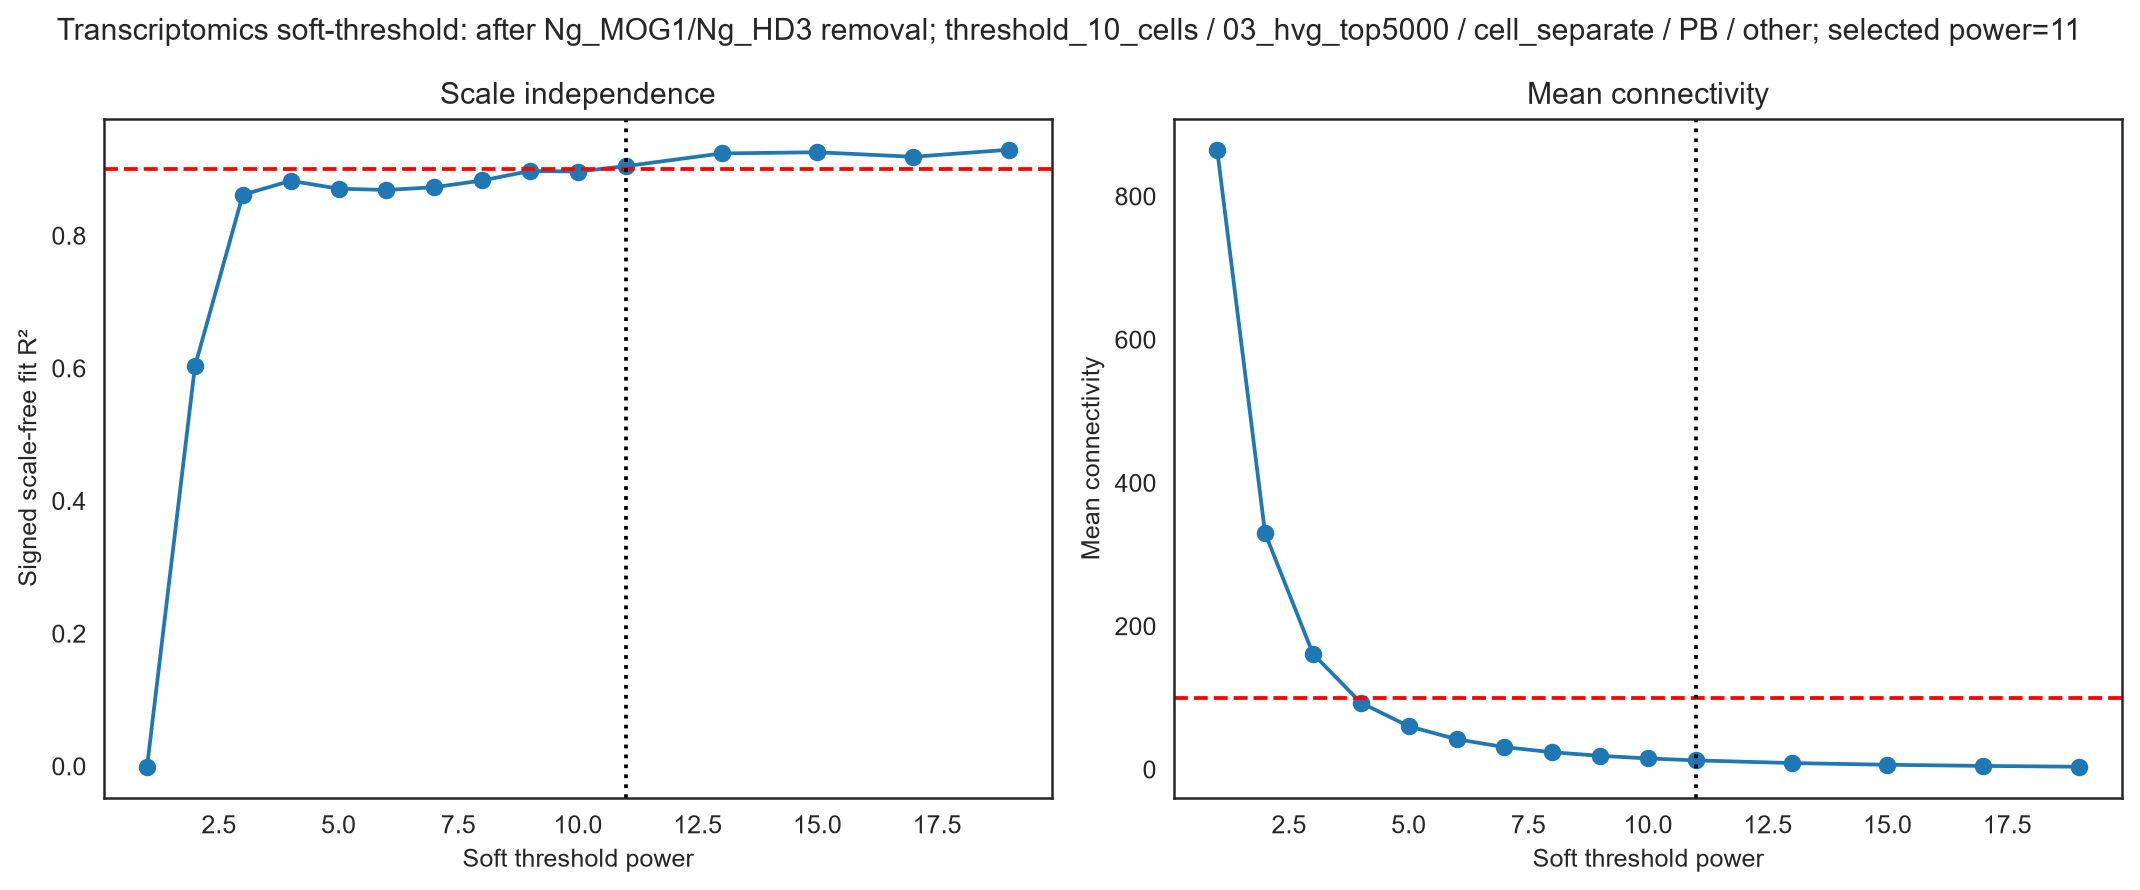 Transcriptomics soft-threshold: after Ng_MOG1/Ng_HD3 removal; threshold_10_cells / 03_hvg_top5000 / cell_separate / PB / other; selected power=11
Scale independence
Signed scale-free fit R²
0.8
0.6
0.4
0.2
0.0
2.5 5.0 7.5 10.0 12.5 15.0 17.5
Soft threshold power
Mean connectivity
Mean connectivity
800
600
400
200
0
2.5 5.0 7.5 10.0 12.5 15.0 17.5
Soft threshold power